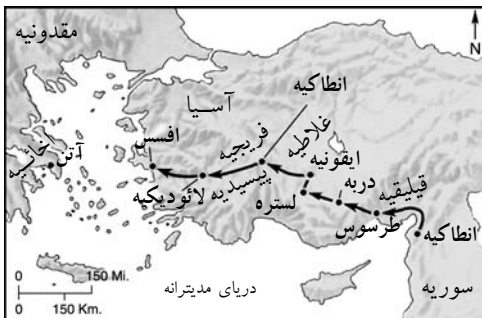 مقدونیه
N
انطاکیه
آسیا
غلاطیه
فریجیه
افسس
پیسیدیه
ایقونیه
آتن
خائیه
لائودیکیه
لستره
دربه
قیلیقیه
طرسوس
انطاکیه
سوریه
دریای مدیترانه
0 150 Mi.
0 150 Km.